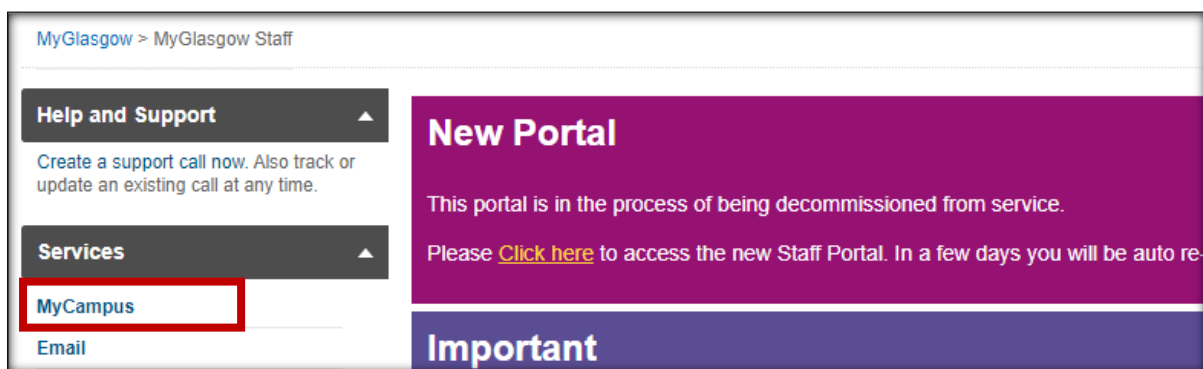 MyGlasgow > MyGlasgow Staff
Help and Support
Create a support call now. Also track or
update an existing call at any time.
Services
MyCampus
Email
New Portal
This portal is in the process of being decommissioned from service.
Please Click here to access the new Staff Portal. In a few days you will be auto re-
Important